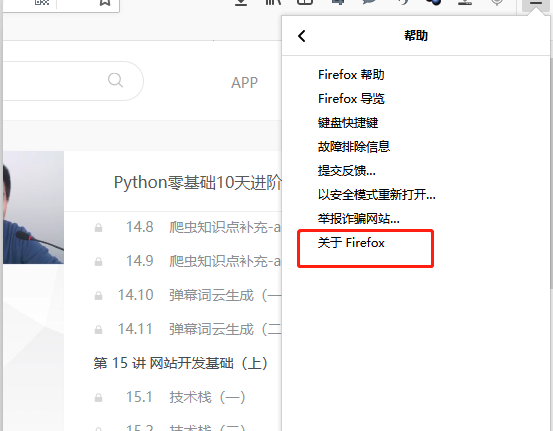 帮助
Firefox 帮助
Firefox 导览
键盘快捷键
故障排除信息
提交反馈...
以安全模式重新打开...
举报诈骗网站...
关于 Firefox
APP
Python零基础10天进阶
14.8 爬虫知识点补充-a
14.9 爬虫知识点补充-a
14.10 弹幕词云生成（一
14.11 弹幕词云生成（二
第 15 讲 网站开发基础（上）
15.1 技术栈（一）
15.2 技术栈（二）